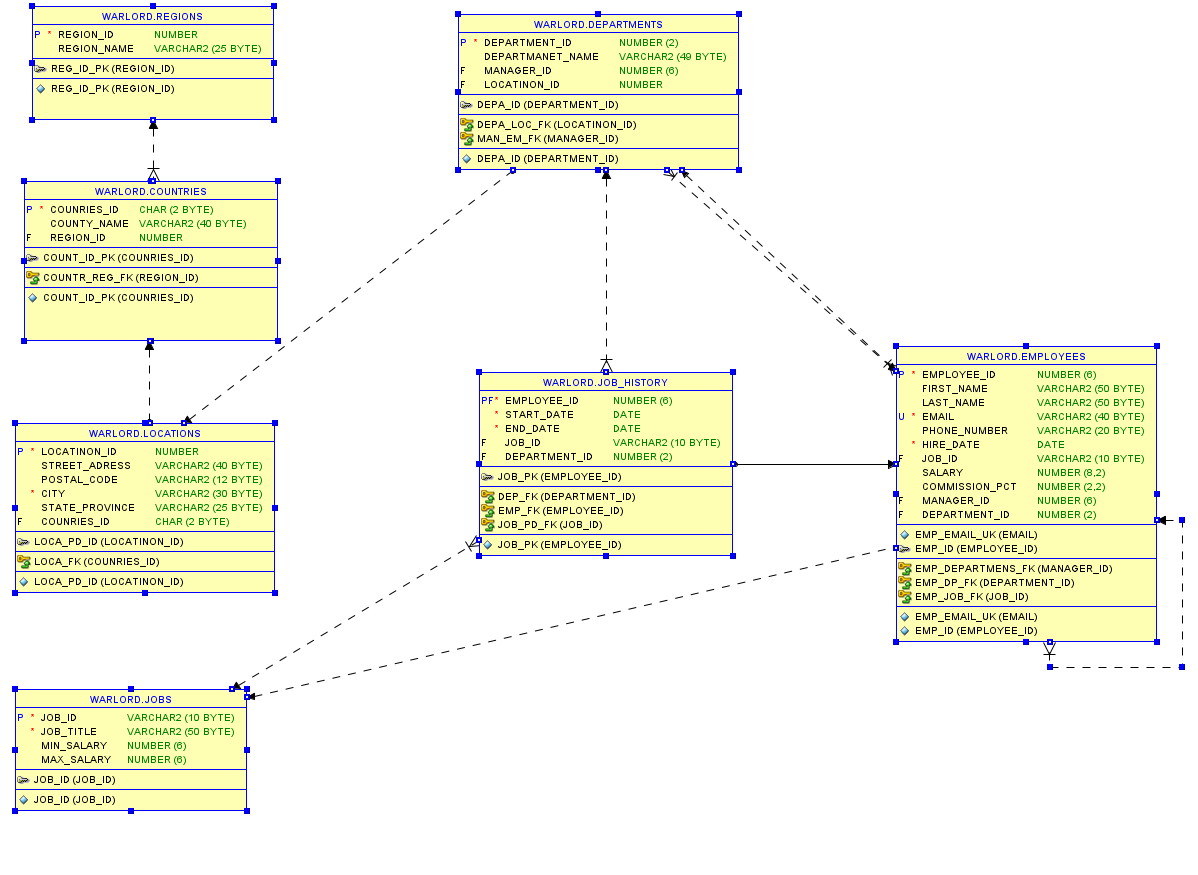 WARLORD.REGIONS
P * REGION_ID NUMBER
REGION_NAME VARCHAR2 (25 BYTE)
REG_ID_PK (REGION_ID)
REG_ID_PK (REGION_ID)
WARLORD.DEPARTMENTS
P * DEPARTMENT_ID NUMBER (2)
DEPARTMANET_NAME VARCHAR2 (49 BYTE)
F MANAGER_ID NUMBER (6)
F LOCATINON_ID NUMBER
DEPA_ID (DEPARTMENT_ID)
DEPA_LOC_FK (LOCATINON_ID)
MAN_EM_FK (MANAGER_ID)
DEPA_ID (DEPARTMENT_ID)
WARLORD.COUNTRIES
P * COUNRIES_ID CHAR (2 BYTE)
COUNTY_NAME VARCHAR2 (40 BYTE)
F REGION_ID NUMBER
COUNT_ID_PK (COUNRIES_ID)
COUNTR_REG_FK (REGION_ID)
COUNT_ID_PK (COUNRIES_ID)
WARLORD.EMPLOYEES
P * EMPLOYEE_ID NUMBER (6)
FIRST_NAME VARCHAR2 (50 BYTE)
LAST_NAME VARCHAR2 (50 BYTE)
U * EMAIL VARCHAR2 (40 BYTE)
PHONE_NUMBER VARCHAR2 (20 BYTE)
* HIRE_DATE DATE
F JOB_ID VARCHAR2 (10 BYTE)
SALARY NUMBER (8,2)
COMMISSION_PCT NUMBER (2,2)
F MANAGER_ID NUMBER (6)
F DEPARTMENT_ID NUMBER (2)
EMP_EMAIL_UK (EMAIL)
EMP_ID (EMPLOYEE_ID)
EMP_DEPARTMENS_FK (MANAGER_ID)
EMP_DP_FK (DEPARTMENT_ID)
EMP_JOB_FK (JOB_ID)
EMP_EMAIL_UK (EMAIL)
EMP_ID (EMPLOYEE_ID)
WARLORD.JOB_HISTORY
PF* EMPLOYEE_ID NUMBER (6)
* START_DATE DATE
* END_DATE DATE
F JOB_ID VARCHAR2 (10 BYTE)
F DEPARTMENT_ID NUMBER (2)
JOB_PK (EMPLOYEE_ID)
DEP_FK (DEPARTMENT_ID)
EMP_FK (EMPLOYEE_ID)
JOB_PD_FK (JOB_ID)
JOB_PK (EMPLOYEE_ID)
WARLORD.LOCATIONS
P * LOCATINON_ID NUMBER
STREET_ADRESS VARCHAR2 (40 BYTE)
POSTAL_CODE VARCHAR2 (12 BYTE)
* CITY VARCHAR2 (30 BYTE)
STATE_PROVINCE VARCHAR2 (25 BYTE)
F COUNRIES_ID CHAR (2 BYTE)
LOCA_PD_ID (LOCATINON_ID)
LOCA_FK (COUNRIES_ID)
LOCA_PD_ID (LOCATINON_ID)
WARLORD.JOBS
P * JOB_ID VARCHAR2 (10 BYTE)
* JOB_TITLE VARCHAR2 (50 BYTE)
MIN_SALARY NUMBER (6)
MAX_SALARY NUMBER (6)
JOB_ID (JOB_ID)
JOB_ID (JOB_ID)